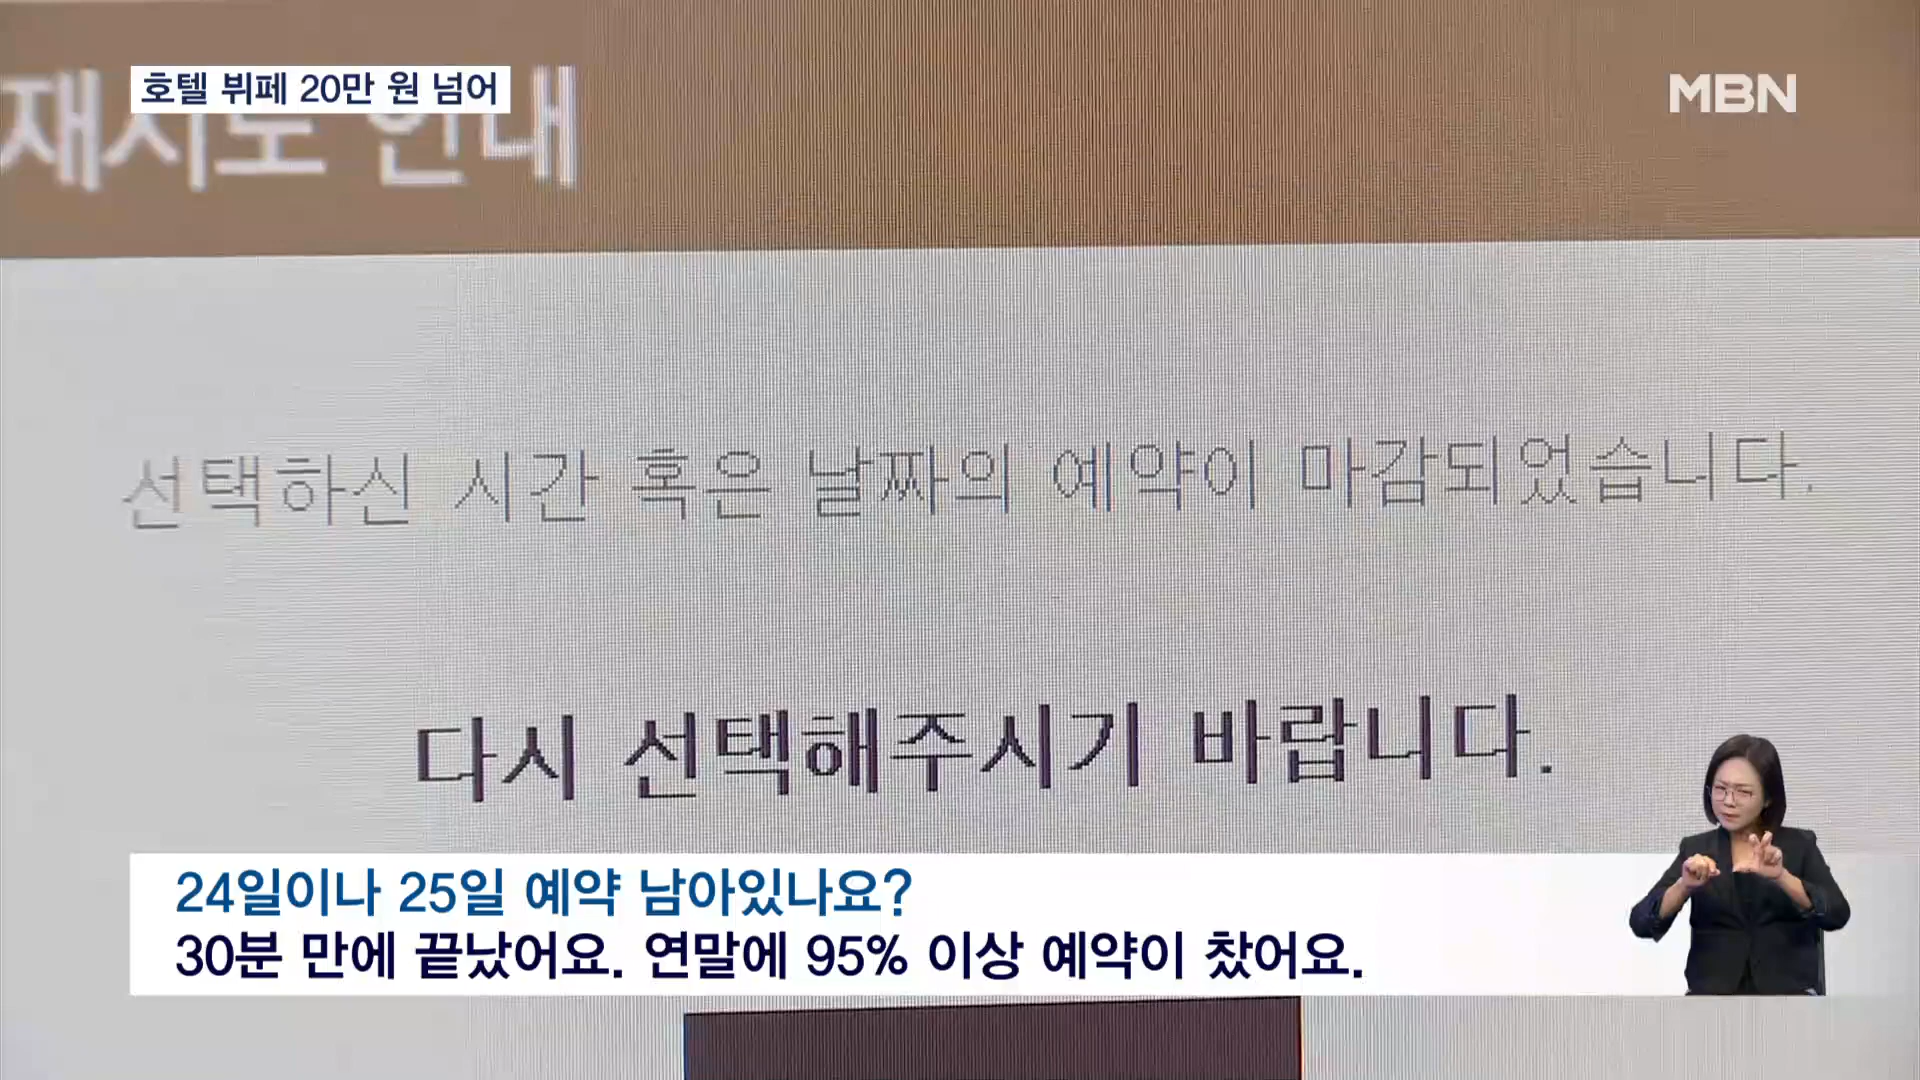 호텔 뷔페 20만 원 넘어
MBN
재시도 안내
선택하신 시간 혹은 날짜의 예약이 마감되었습니다.
다시 선택해주시기 바랍니다.
24일이나 25일 예약 남아있나요?
30분 만에 끝났어요. 연말에 95% 이상 예약이 찼어요.